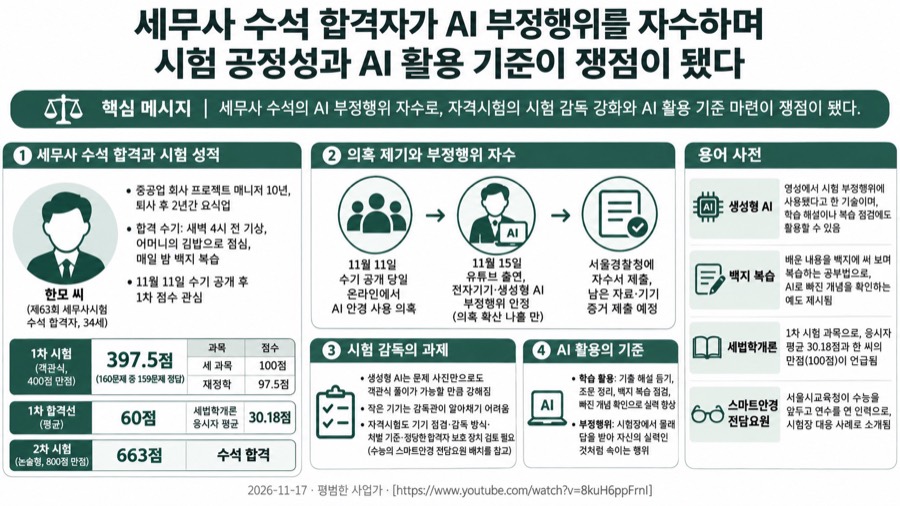 세무사 수석 합격자가 AI 부정행위를 자수하며
시험 공정성과 AI 활용 기준이 쟁점이 됐다
핵심 메시지 | 세무사 수석의 AI 부정행위 자수로, 자격시험의 시험 감독 강화와 AI 활용 기준 마련이 쟁점이 됐다.
1 세무사 수석 합격과 시험 성적
• 중공업 회사 프로젝트 매니저 10년,
퇴사 후 2년간 요식업
• 합격 수기: 새벽 4시 전 기상,
어머니의 김밥으로 점심,
매일 밤 백지 복습
• 11월 11일 수기 공개 후
1차 점수 관심
한모 씨
(제63회 세무사시험
수석 합격자, 34세)
1차 시험
(객관식,
400점 만점)
397.5점
(160문제 중 159문제 정답)
과목 점수
세 과목 100점
재정학 97.5점
1차 합격선
(평균)
60점
세법학개론
응시자 평균
30.18점
2차 시험
(논술형, 800점 만점)
663점
수석 합격
2 의혹 제기와 부정행위 자수
AI
11월 11일
수기 공개 당일
온라인에서
AI 안경 사용 의혹
11월 15일
유튜브 출연,
전자기기·생성형 AI
부정행위 인정
(의혹 확산 나흘 만)
서울경찰청에
자수서 제출,
남은 자료·기기
증거 제출 예정
3 시험 감독의 과제
• 생성형 AI는 문제 사진만으로도
객관식 풀이가 가능할 만큼 강해짐
• 작은 기기는 감독관이 알아채기 어려움
• 자격시험도 기기 점검·감독 방식·
처벌 기준·정당한 합격자 보호 장치 검토 필요
(수능의 스마트안경 전담요원 배치를 참고)
4 AI 활용의 기준
AI
• 학습 활용: 기출 해설 듣기,
조문 정리, 백지 복습 점검,
빠진 개념 확인으로 실력 향상
• 부정행위: 시험장에서 몰래
답을 받아 자신의 실력인
것처럼 속이는 행위
용어 사전
AI
생성형 AI
영성에서 시험 부정행위에
사용됐다고 한 기술이며,
학습 해설이나 복습 점검에도
활용할 수 있음
백지 복습
배운 내용을 백지에 써 보며
복습하는 공부법으로,
AI로 빠진 개념을 확인하는
예도 제시됨
세법학개론
1차 시험 과목으로, 응시자
평균 30.18점과 한 씨의
만점(100점)이 언급됨
스마트안경
전담요원
서울시교육청이 수능을
앞두고 연수를 연 인력으로,
시험장 대응 사례로 소개됨
2026-11-17 · 평범한 사업가 · [https://www.youtube.com/watch?v=8kuH6ppFrnI]